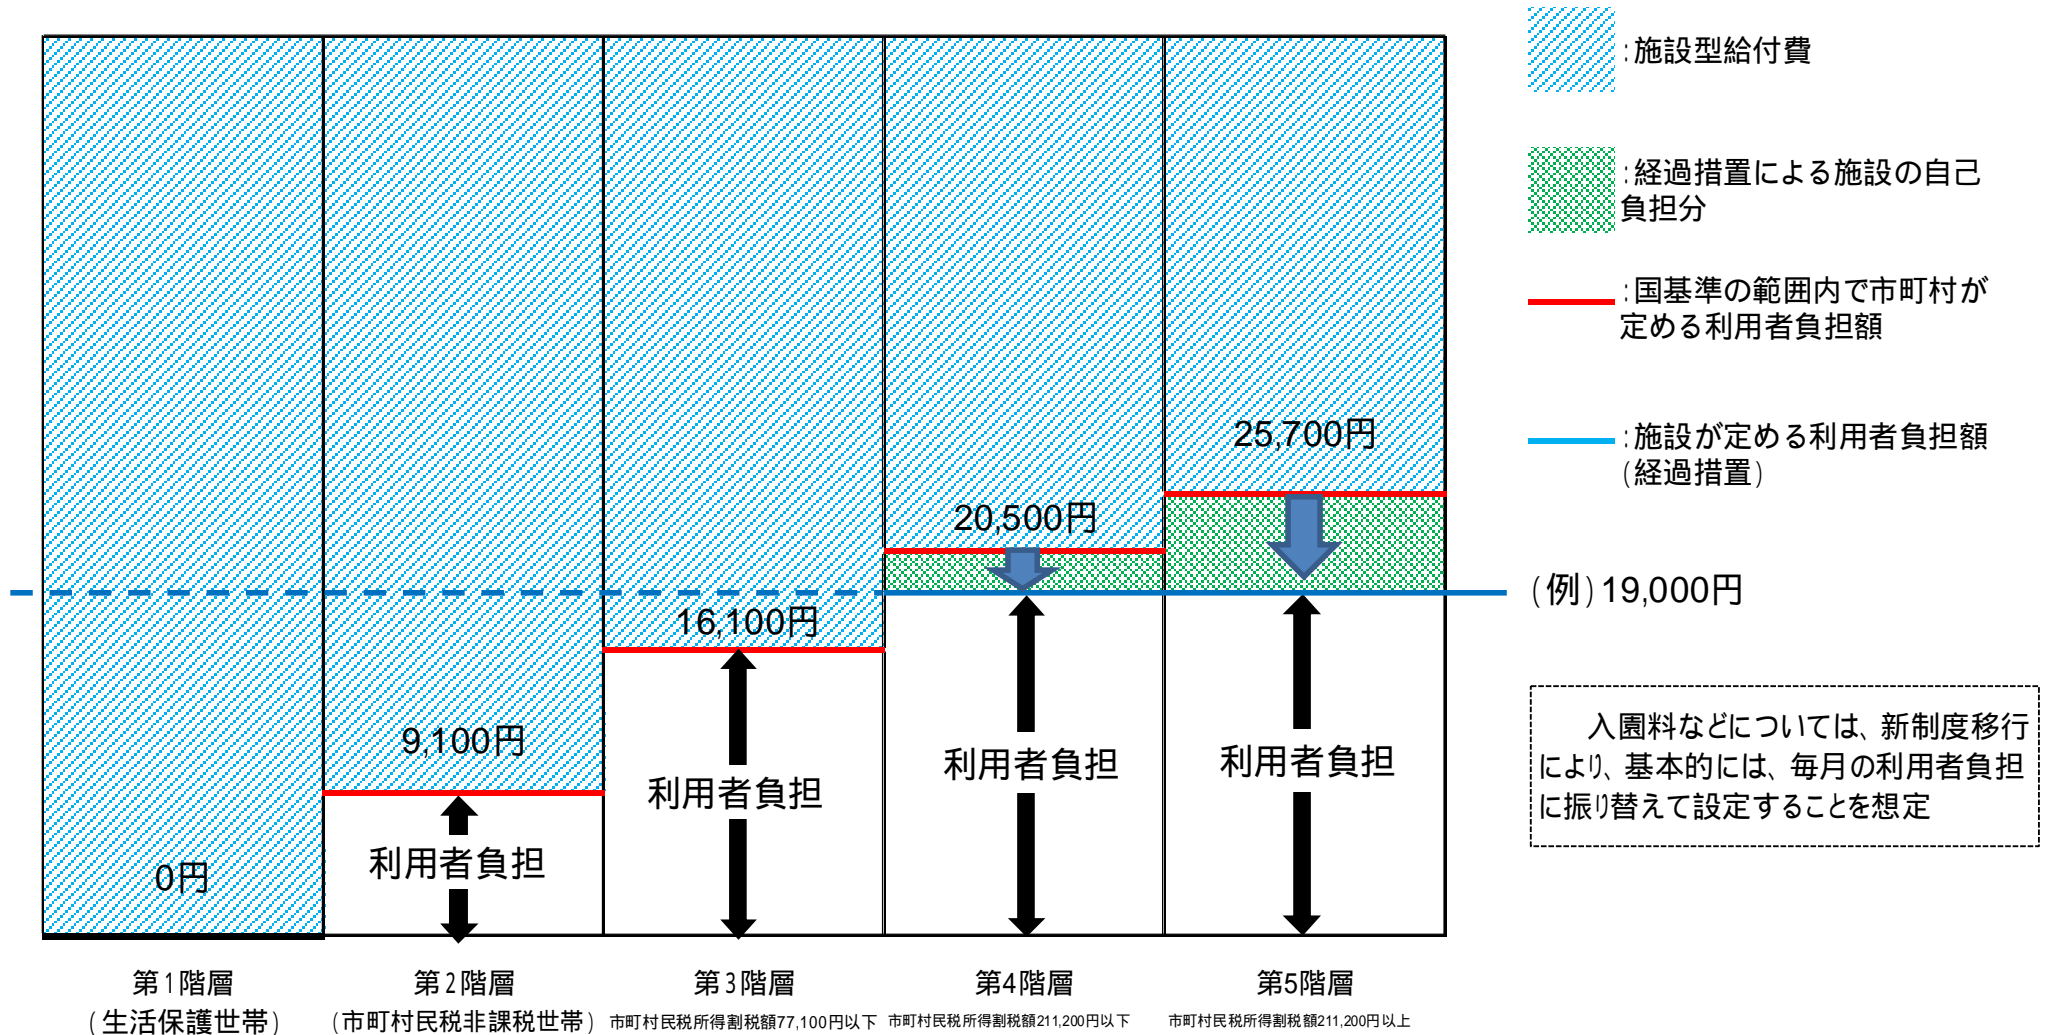 :施設型給付費
:経過措置による施設の自己
負担分
:国基準の範囲内で市町村が
定める利用者負担額
:施設が定める利用者負担額
(経過措置)
25,700円
20,500円
(例)19,000円
16,100円
9,100円
0円
利用者負担
利用者負担
利用者負担
利用者負担
入園料などについては、新制度移行
により、基本的には、毎月の利用者負担
に振り替えて設定することを想定
第1階層
(生活保護世帯)
第2階層
(市町村民税非課税世帯)
第3階層
市町村民税所得割税額77,100円以下
第4階層
市町村民税所得割税額211,200円以下
第5階層
市町村民税所得割税額211,200円以上